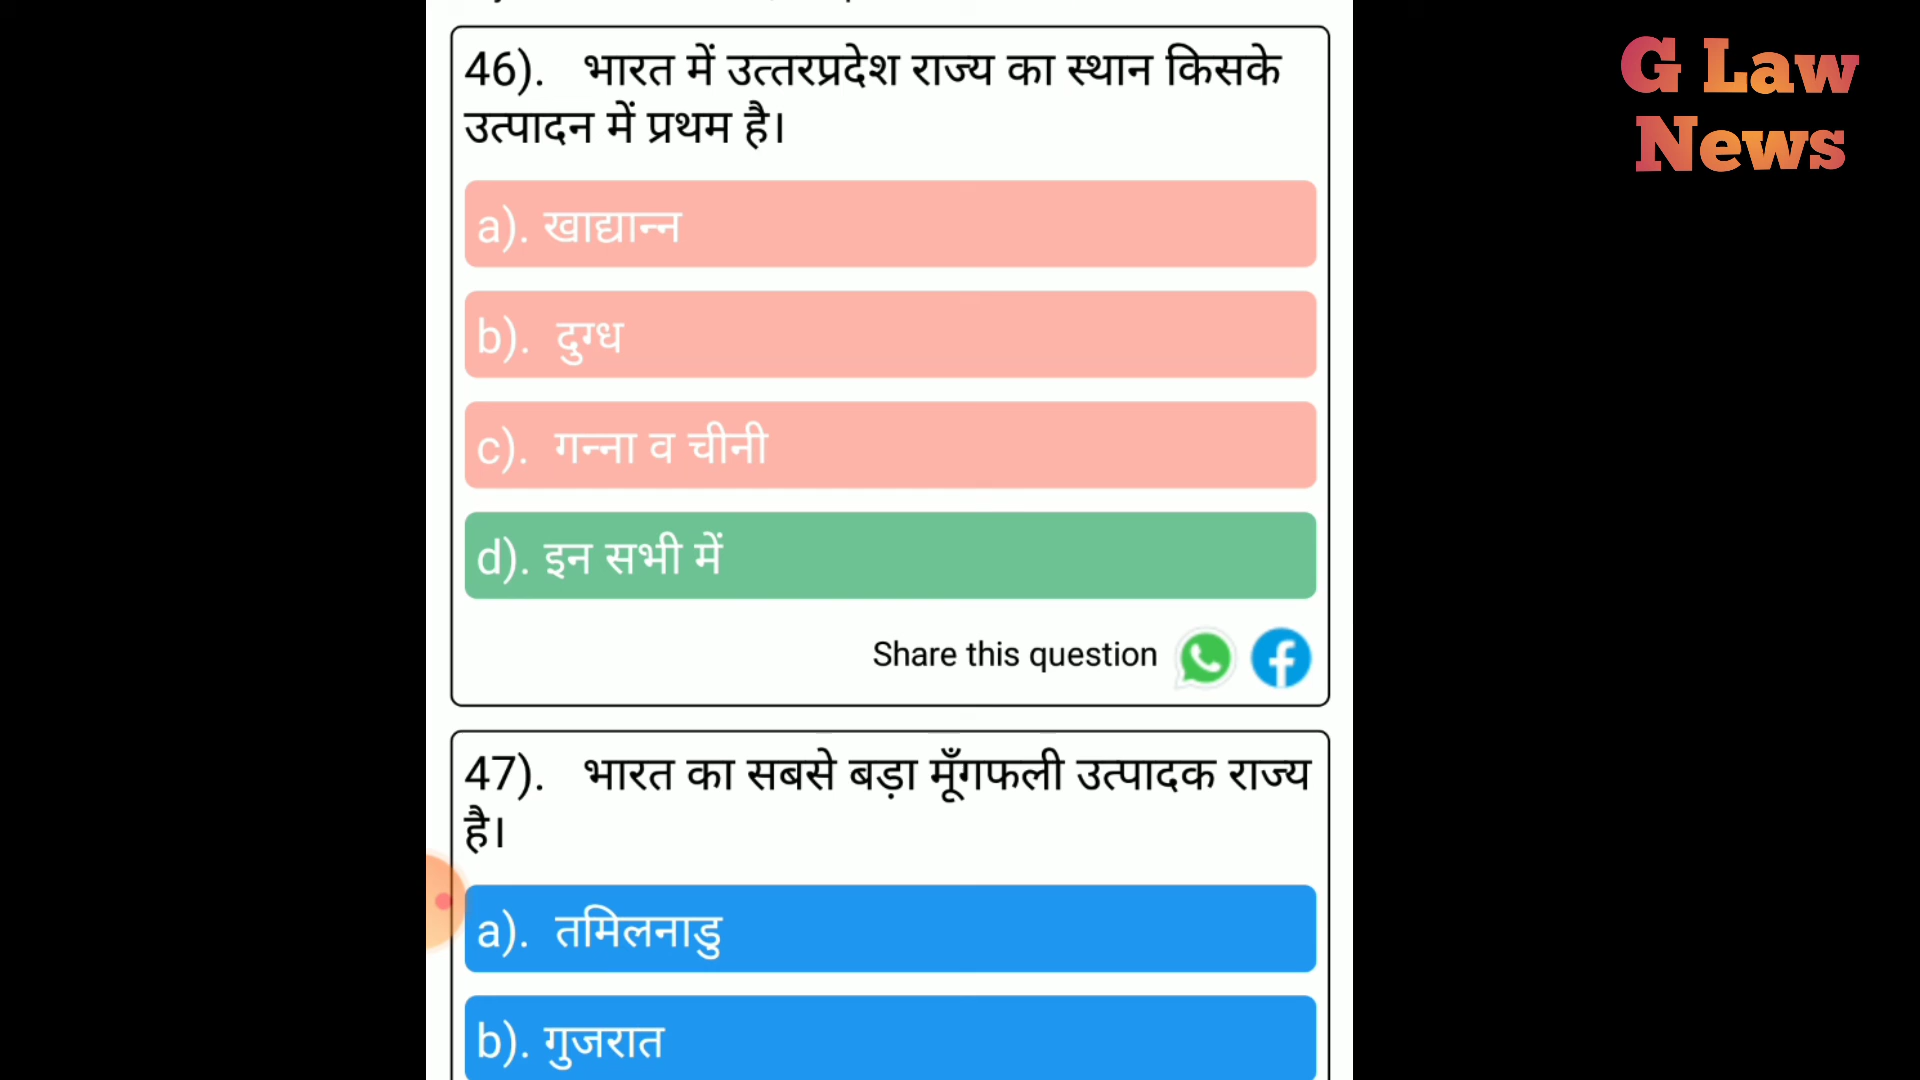 46). भारत में उत्तरप्रदेश राज्य का स्थान किसके
उत्पादन में प्रथम है।
a). खाद्यान्न
b). दुग्ध
c). गन्ना व चीनी
d). इन सभी में
Share this question
47). भारत का सबसे बड़ा मूँगफली उत्पादक राज्य
है।
a). तमिलनाडु
b). गुजरात
G Law
News